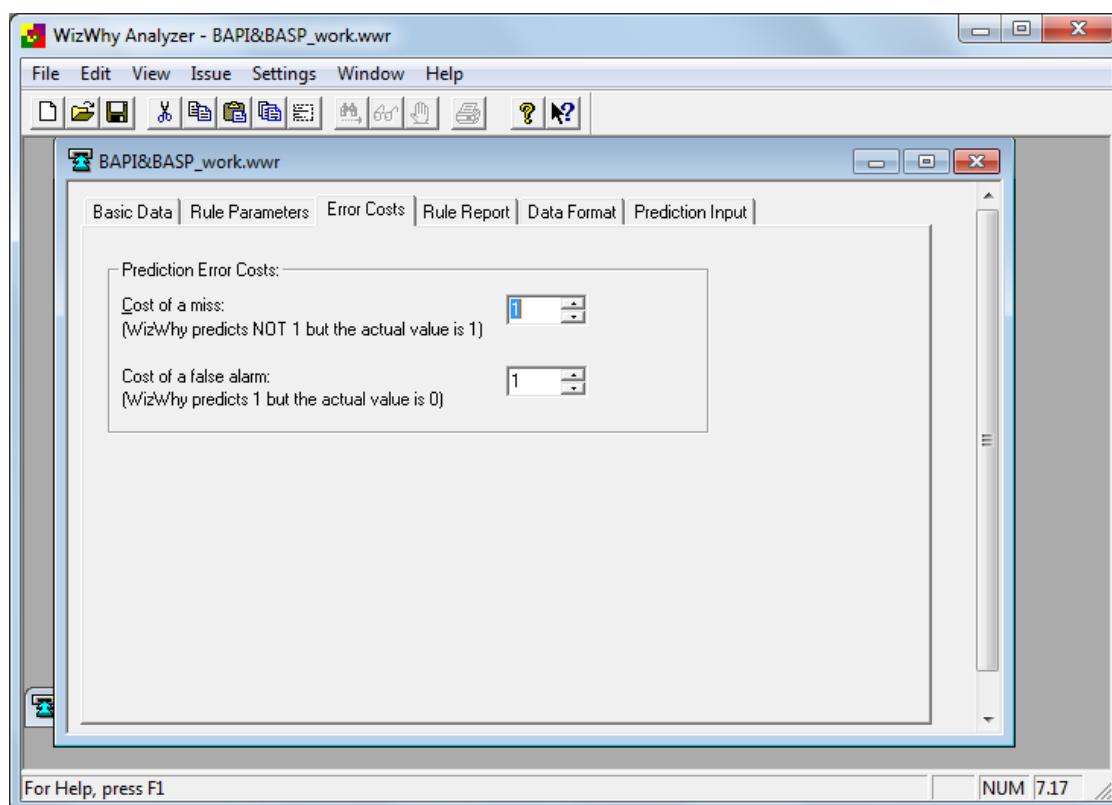 WizWhy Analyzer - BAPI&BASP_work.wwr
File Edit View Issue Settings Window Help
BAPI&BASP_work.wwr
Basic Data Rule Parameters Error Costs Rule Report Data Format Prediction Input
Prediction Error Costs:
Cost of a miss:
1
(WizWhy predicts NOT 1 but the actual value is 1)
Cost of a false alarm:
1
(WizWhy predicts 1 but the actual value is 0)
For Help, press F1
NUM 7.17